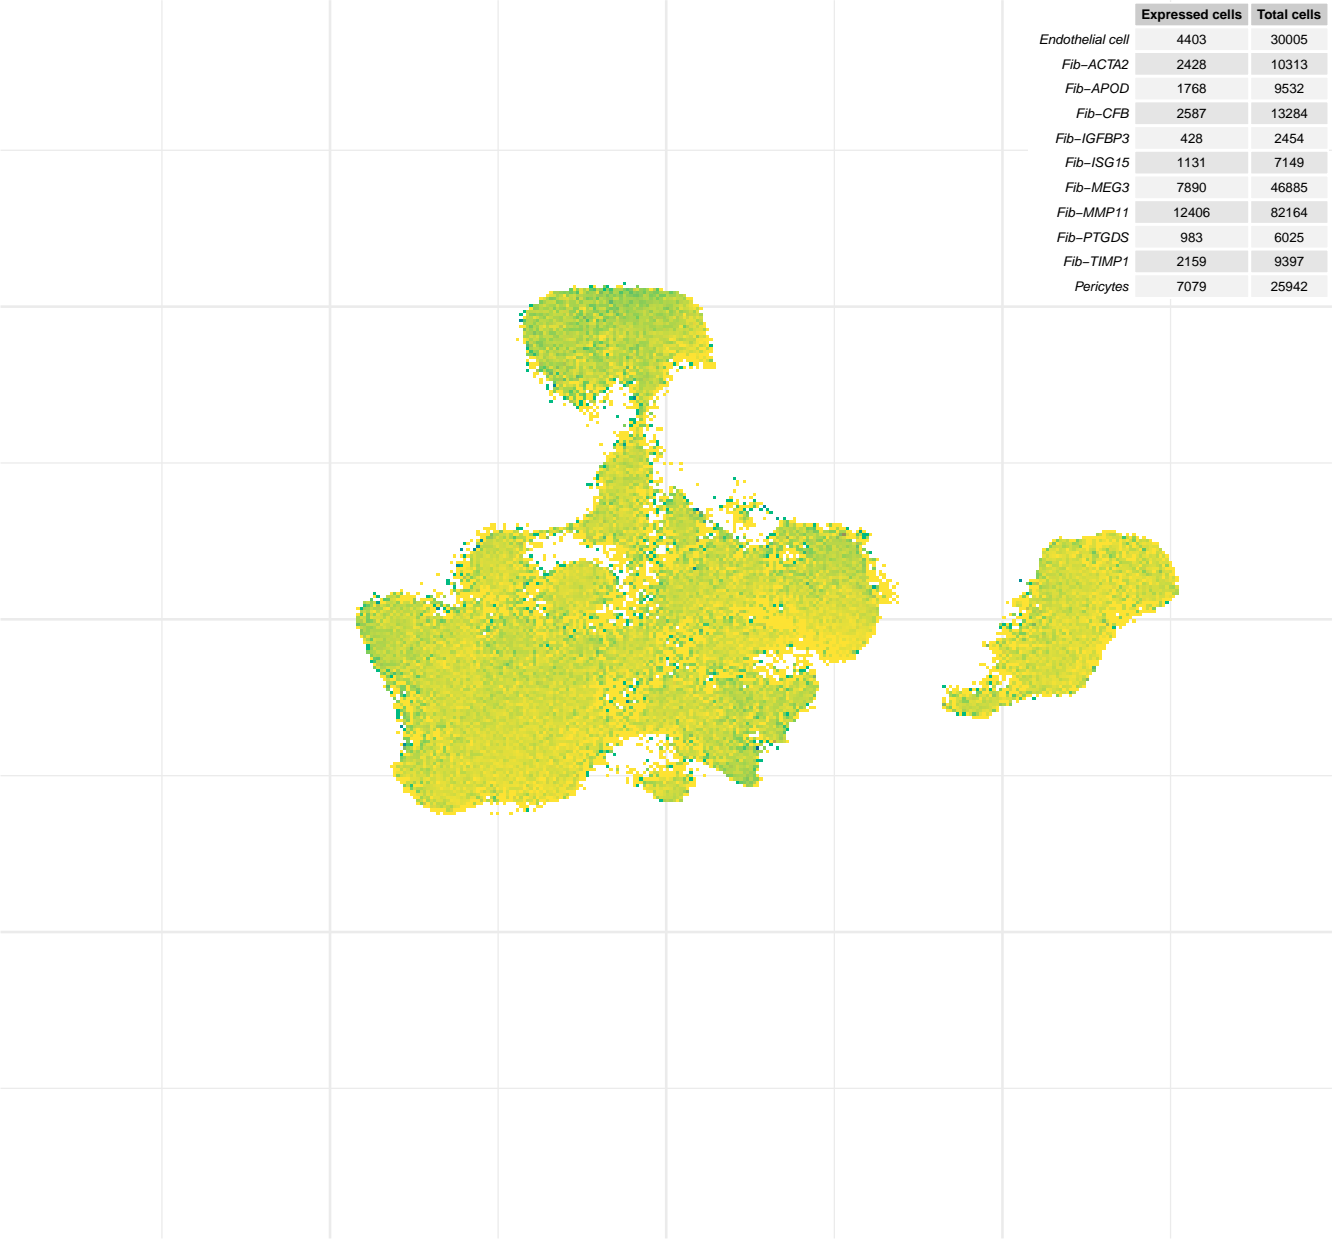 Expressed cells Total cells
Endothelial cell 4403 30005
Fib−ACTA2 2428 10313
Fib−APOD 1768 9532
Fib−CFB 2587 13284
Fib−IGFBP3 428 2454
Fib−ISG15 1131 7149
Fib−MEG3 7890 46885
Fib−MMP11 12406 82164
Fib−PTGDS 983 6025
Fib−TIMP1 2159 9397
Pericytes 7079 25942